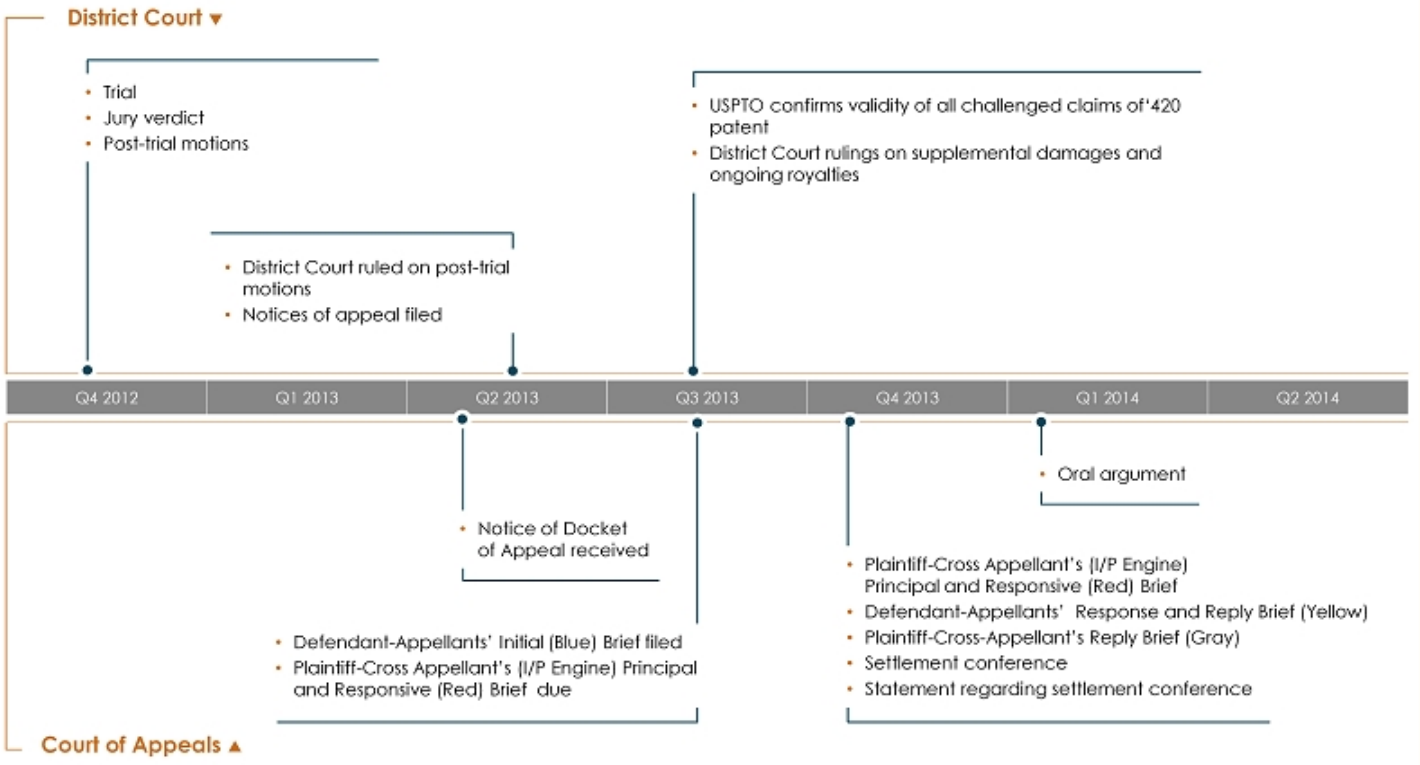 District Court ▼
• Trial
• Jury verdict
• Post-trial motions
• USPTO confirms validity of all challenged claims of‘420
patent
• District Court rulings on supplemental damages and
ongoing royalties
• District Court ruled on post-trial
motions
• Notices of appeal filed
Q4 2012 Q1 2013 Q2 2013 Q3 2013 Q4 2013 Q1 2014 Q2 2014
• Oral argument
• Notice of Docket
of Appeal received
• Plaintiff-Cross Appellant’s (I/P Engine)
Principal and Responsive (Red) Brief
• Defendant-Appellants’ Response and Reply Brief (Yellow)
• Plaintiff-Cross-Appellant’s Reply Brief (Gray)
• Settlement conference
• Statement regarding settlement conference
• Defendant-Appellants’ Initial (Blue) Brief filed
• Plaintiff-Cross Appellant’s (I/P Engine) Principal
and Responsive (Red) Brief due
Court of Appeals ▲